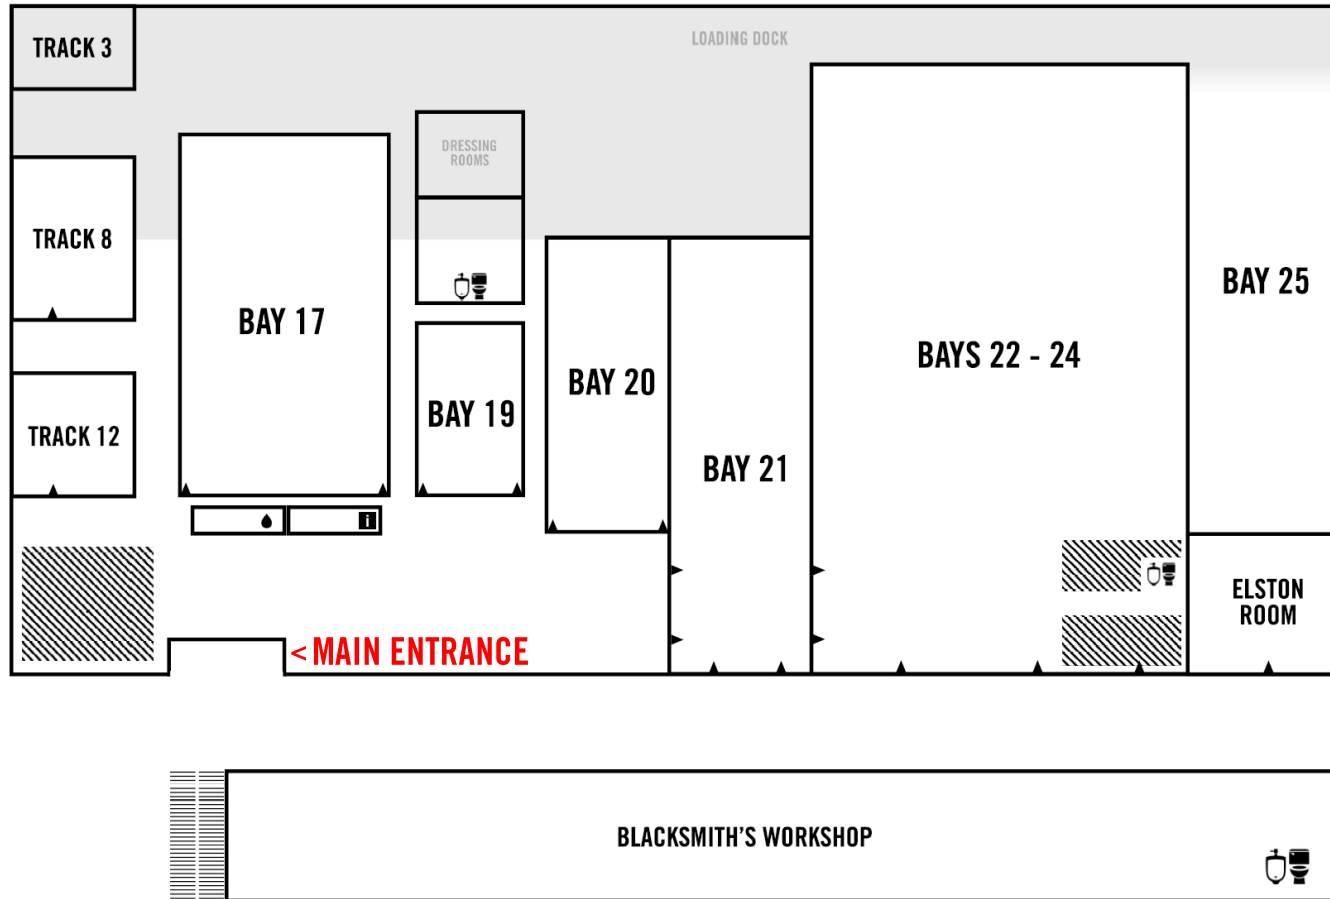 TRACK 3
LOADING DOCK
DRESSING
ROOMS
TRACK 8
BAY 17
BAY 25
BAYS 22 - 24
BAY 20
BAY 19
TRACK 12
BAY 21
i
ELSTON
ROOM
<MAIN ENTRANCE
BLACKSMITH'S WORKSHOP